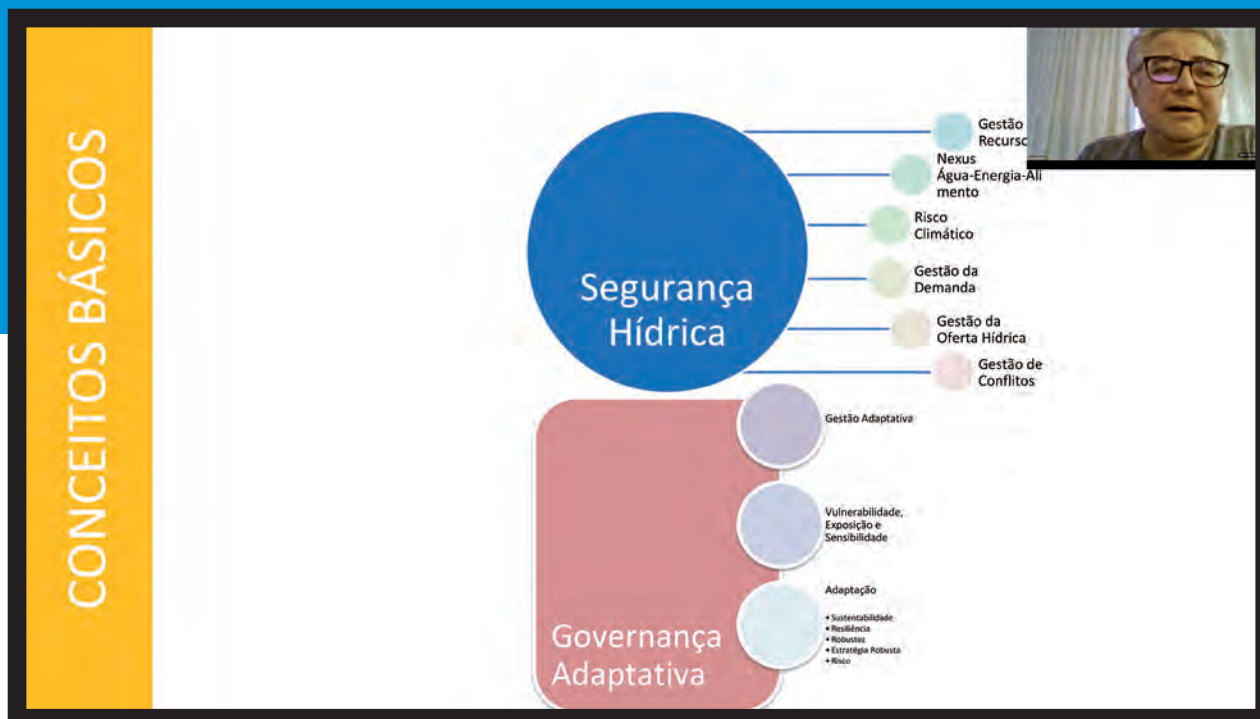 CONCEITOS BÁSICOS
Segurança
Hídrica
Gestão
Nexus
Água-Energia-Ali
mento
Risco
Climático
Gestão da
Demanda
Gestão da
Oferta Hídrica
Gestão de
Conflitos
Governança
Adaptativa
Gestão Adaptativa
Vulnerabilidade,
Exposição e
Sensibilidade
Adaptação
• Sustentabilidade
• Resiliência
• Robustez
• Estratégia Robusta
• Risco